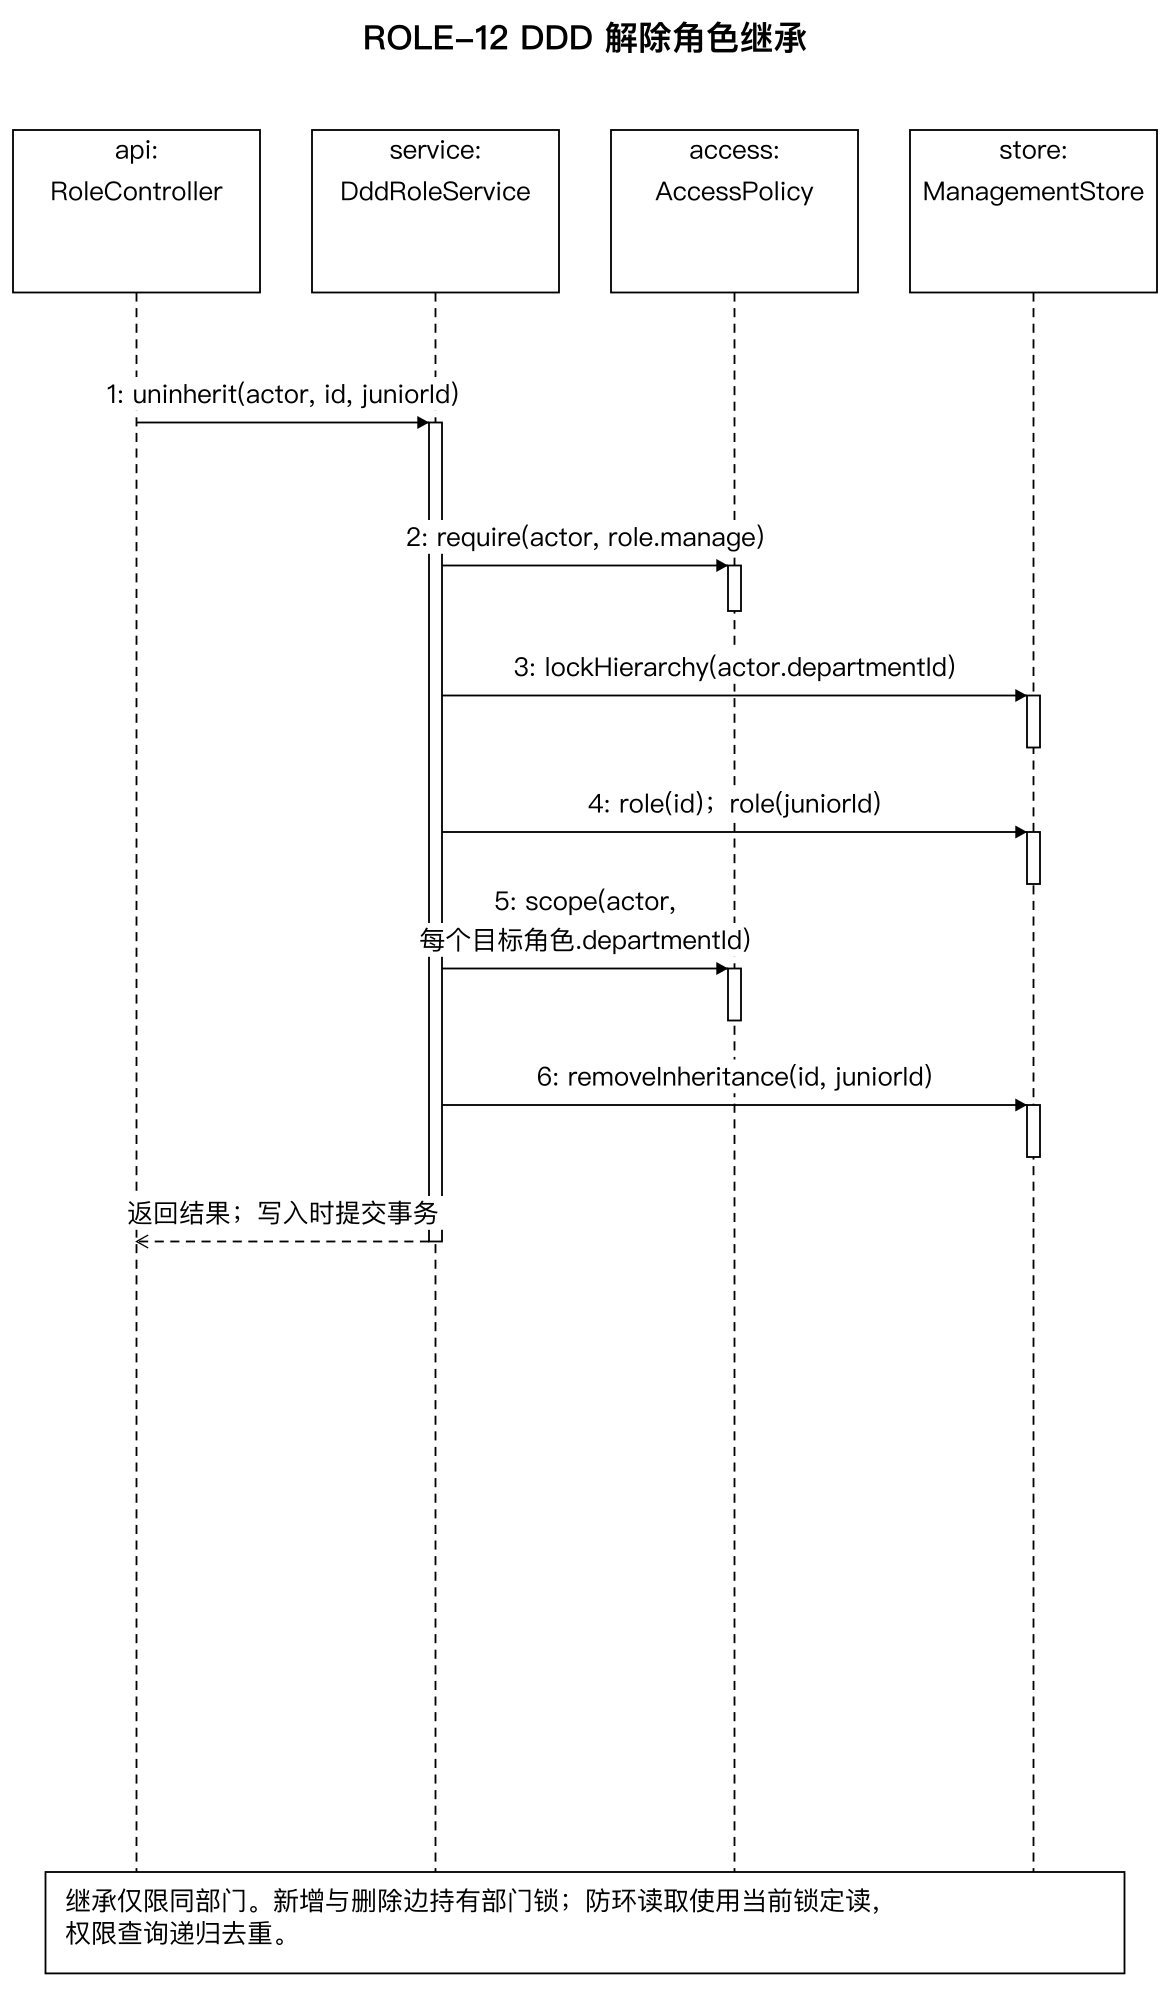 ROLE–12 DDD 解除角色继承
api:
RoleController
service:
DddRoleService
access:
AccessPolicy
store:
ManagementStore
1: uninherit(actor, id, juniorId)
2: require(actor, role.manage)
3: lockHierarchy(actor.departmentId)
4: role(id)；role(juniorId)
5: scope(actor,
每个目标角色.departmentId)
6: removeInheritance(id, juniorId)
返回结果；写入时提交事务
继承仅限同部门。新增与删除边持有部门锁；防环读取使用当前锁定读，
权限查询递归去重。